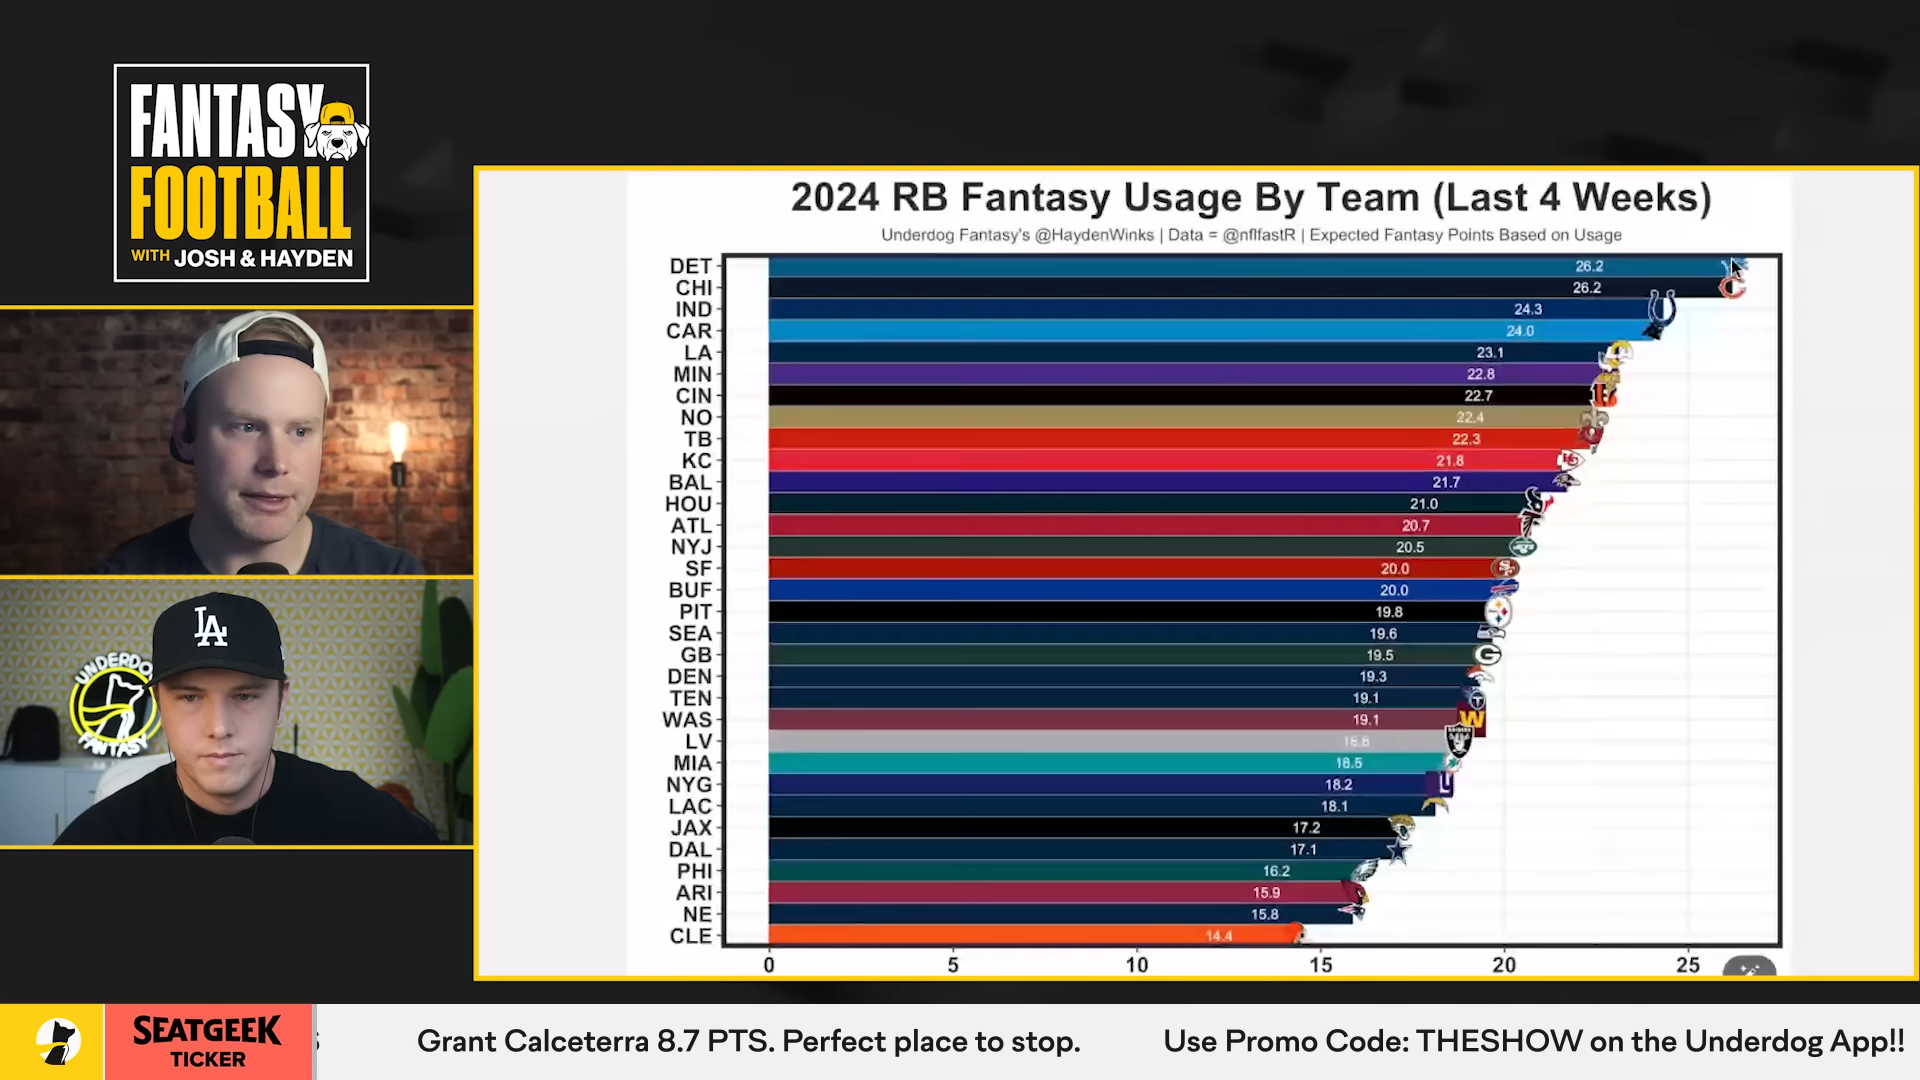 FANTASY
FOOTBALL
WITH JOSH & HAYDEN
2024 RB Fantasy Usage By Team (Last 4 Weeks)
Underdog Fantasy's @HaydenWinks | Data = @nflfastR | Expected Fantasy Points Based on Usage
DET 26.2
CHI 26.2
IND 24.3
CAR 24.0
LA 23.1
MIN 22.8
CIN 22.7
NO 22.4
TB 22.3
KC 21.8
BAL 21.7
HOU 21.0
ATL 20.7
NYJ 20.5
SF 20.0
BUF 20.0
PIT 19.8
SEA 19.6
GB 19.5
DEN 19.3
TEN 19.1
WAS 19.1
LV 18.8
MIA 18.5
NYG 18.2
LAC 18.1
JAX 17.2
DAL 17.1
PHI 16.2
ARI 15.9
NE 15.8
CLE 14.4
0 5 10 15 20 25
LA
UNDERDO
FANTASY
SEATGEEK
TICKER
Grant Calceterra 8.7 PTS. Perfect place to stop. Use Promo Code: THESHOW on the Underdog App!!